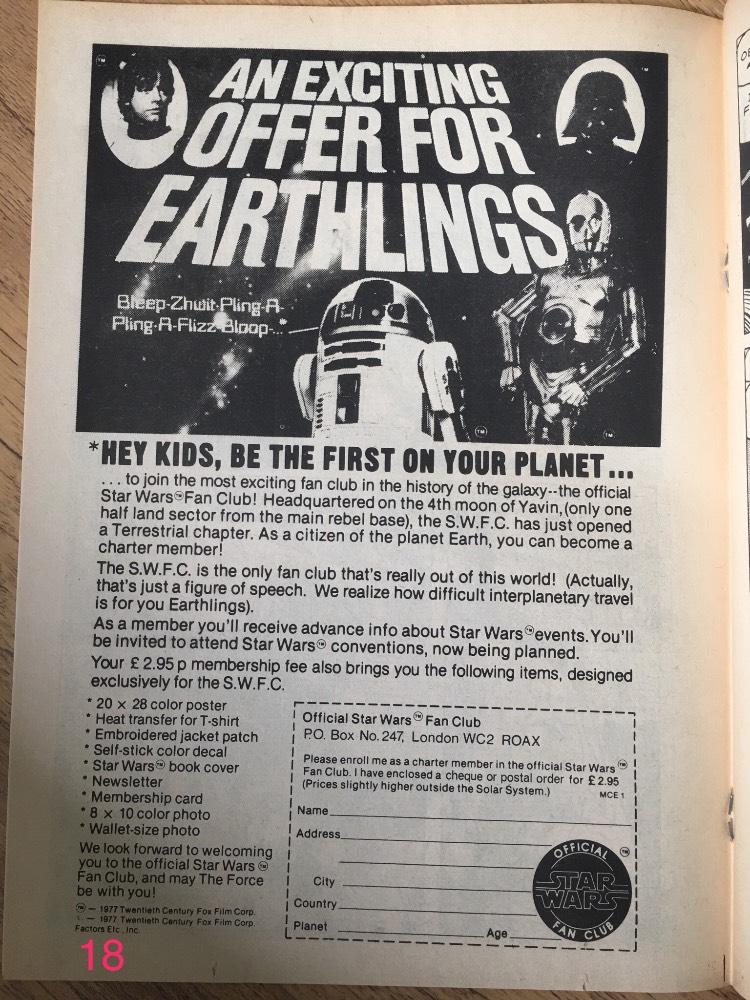 AN EXCITING
OFFER FOR
EARTHLINGS
Bleep-Zhwit-Pling-A-
Pling-A-Flizz-Bloop-...*
*HEY KIDS, BE THE FIRST ON YOUR PLANET...
. . . to join the most exciting fan club in the history of the galaxy--the official
Star Wars™ Fan Club! Headquartered on the 4th moon of Yavin, (only one
half land sector from the main rebel base), the S.W.F.C. has just opened
a Terrestrial chapter. As a citizen of the planet Earth, you can become a
charter member!
The S.W.F.C. is the only fan club that's really out of this world! (Actually,
that's just a figure of speech. We realize how difficult interplanetary travel
is for you Earthlings).
As a member you'll receive advance info about Star Wars™ events. You'll
be invited to attend Star Wars™ conventions, now being planned.
Your £2.95 p membership fee also brings you the following items, designed
exclusively for the S.W.F.C.
* 20 × 28 color poster
* Heat transfer for T-shirt
* Embroidered jacket patch
* Self-stick color decal
* Star Wars™ book cover
* Newsletter
* Membership card
* 8 × 10 color photo
* Wallet-size photo
We look forward to welcoming
you to the official Star Wars™
Fan Club, and may The Force
be with you!
™ — 1977 Twentieth Century Fox Film Corp.
— 1977 Twentieth Century Fox Film Corp.
Factors Etc., Inc.
18
Official Star Wars™ Fan Club
P.O. Box No. 247, London WC2 ROAX
Please enroll me as a charter member in the official Star Wars™
Fan Club. I have enclosed a cheque or postal order for £2.95
(Prices slightly higher outside the Solar System.)
MCE 1
Name
Address
City
Country
Planet Age
OFFICIAL
STAR
WARS
FAN CLUB
™